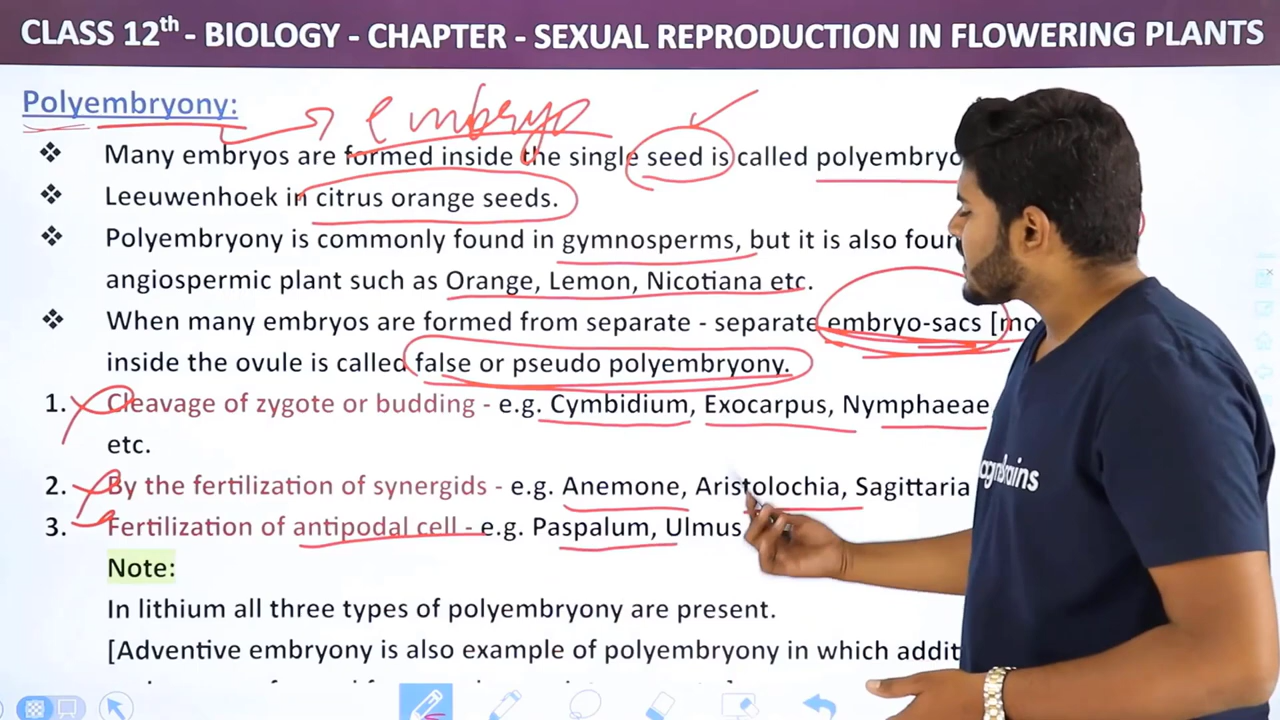 CLASS 12th - BIOLOGY - CHAPTER - SEXUAL REPRODUCTION IN FLOWERING PLANTS
Polyembryony:
embryo
❖ Many embryos are formed inside the single seed is called polyembryo
❖ Leeuwenhoek in citrus orange seeds.
❖ Polyembryony is commonly found in gymnosperms, but it is also foun
angiospermic plant such as Orange, Lemon, Nicotiana etc.
❖ When many embryos are formed from separate - separate embryo-sacs [mo
inside the ovule is called false or pseudo polyembryony.
1. Cleavage of zygote or budding - e.g. Cymbidium, Exocarpus, Nymphaeae,
etc.
2. By the fertilization of synergids - e.g. Anemone, Aristolochia, Sagittaria
3. Fertilization of antipodal cell - e.g. Paspalum, Ulmus
Note:
In lithium all three types of polyembryony are present.
[Adventive embryony is also example of polyembryony in which addit